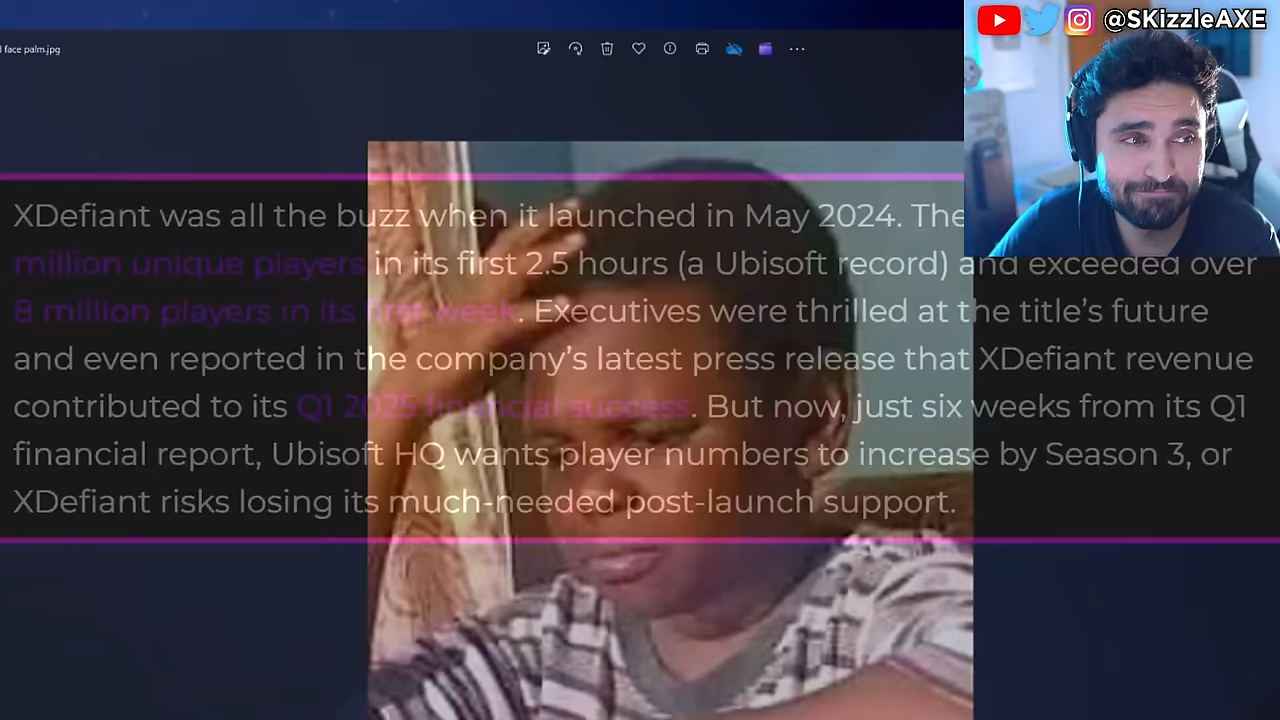 l face palm.jpg
@SKizzleAXE
XDefiant was all the buzz when it launched in May 2024. The
million unique players in its first 2.5 hours (a Ubisoft record) and exceeded over
8 million players in its first week. Executives were thrilled at the title’s future
and even reported in the company’s latest press release that XDefiant revenue
contributed to its Q1 2025 financial success. But now, just six weeks from its Q1
financial report, Ubisoft HQ wants player numbers to increase by Season 3, or
XDefiant risks losing its much-needed post-launch support.